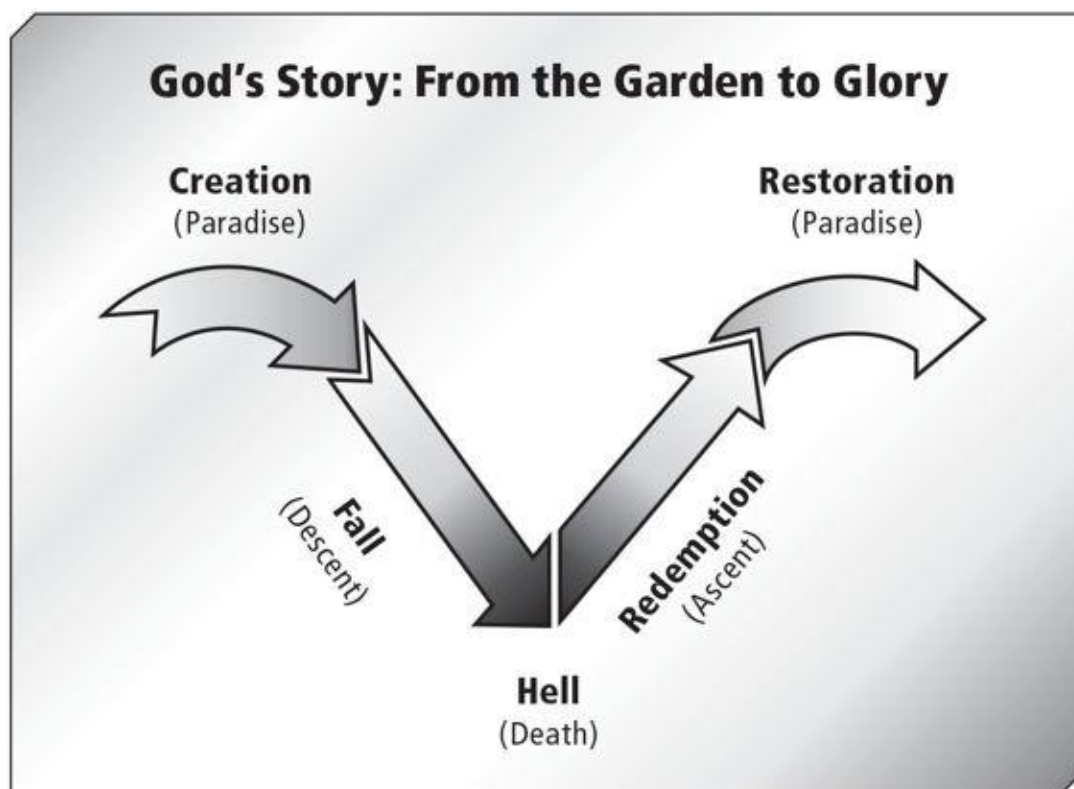 God's Story: From the Garden to Glory
Creation
(Paradise)
Restoration
(Paradise)
Fall
(Descent)
Redemption
(Ascent)
Hell
(Death)